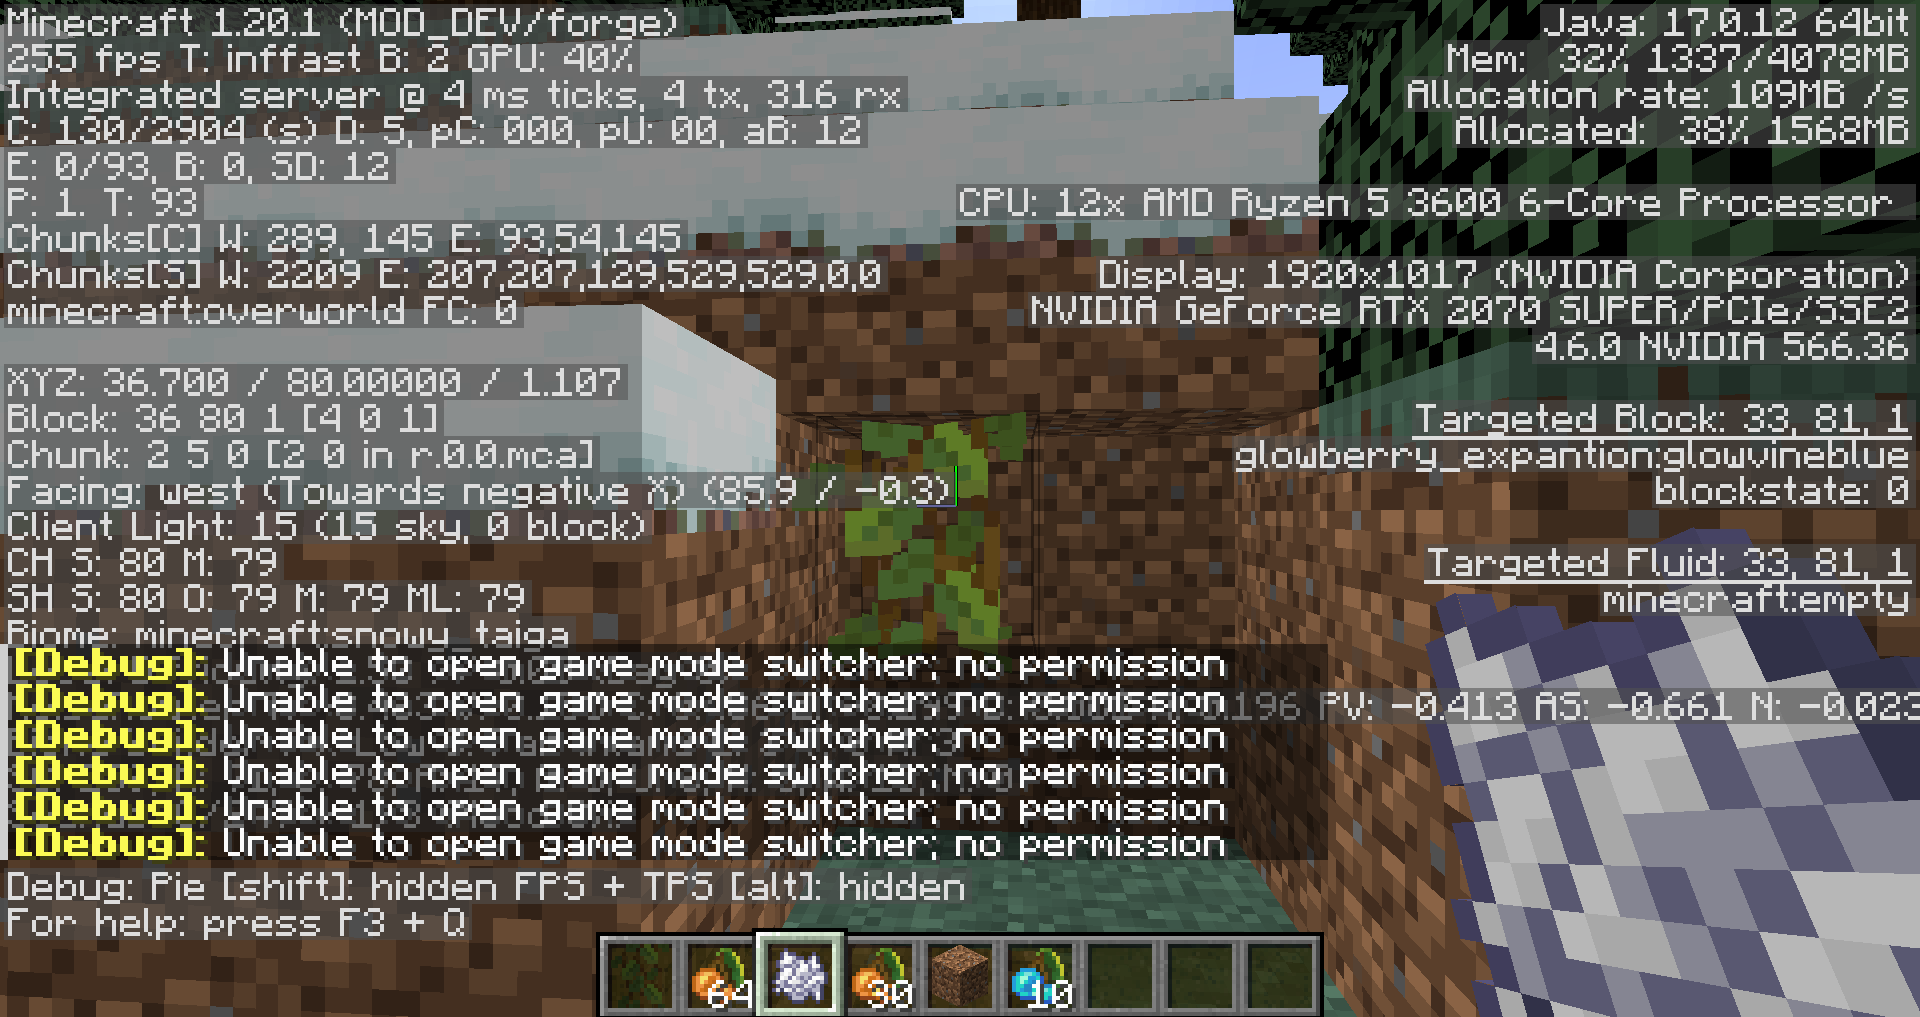 Minecraft 1.20.1 (MOD_DEV/forge)
255 fps T: inffast B: 2 GPU: 40%
Integrated server @ 4 ms ticks, 4 tx, 316 rx
C: 130/2904 (s) D: 5, pC: 000, pU: 00, aB: 12
E: 0/93, B: 0, SD: 12
P: 1. T: 93
Chunks[C] W: 289, 145 E: 93,54,145
Chunks[S] W: 2209 E: 207,207,129,529,529,0,0
minecraft:overworld FC: 0
XYZ: 36.700 / 80.00000 / 1.107
Block: 36 80 1 [4 0 1]
Chunk: 2 5 0 [2 0 in r.0.0.mca]
Facing: west (Towards negative X) (85.9 / -0.3)
Client Light: 15 (15 sky, 0 block)
CH S: 80 M: 79
SH S: 80 O: 79 M: 79 ML: 79
Biome: minecraft:snowy_taiga
[Debug]: Unable to open game mode switcher; no permission
[Debug]: Unable to open game mode switcher; no permission
.196 PV: -0.413 AS: -0.661 N: -0.023
[Debug]: Unable to open game mode switcher; no permission
[Debug]: Unable to open game mode switcher; no permission
[Debug]: Unable to open game mode switcher; no permission
[Debug]: Unable to open game mode switcher; no permission
Debug: Pie [shift]: hidden FPS + TPS [alt]: hidden
For help: press F3 + Q
Java: 17.0.12 64bit
Mem: 32% 1337/4078MB
Allocation rate: 109MB /s
Allocated: 38% 1568MB
CPU: 12x AMD Ryzen 5 3600 6-Core Processor
Display: 1920x1017 (NVIDIA Corporation)
NVIDIA GeForce RTX 2070 SUPER/PCIe/SSE2
4.6.0 NVIDIA 566.36
Targeted Block: 33, 81, 1
glowberry_expantion:glowvineblue
blockstate: 0
Targeted Fluid: 33, 81, 1
minecraft:empty
64
30
10